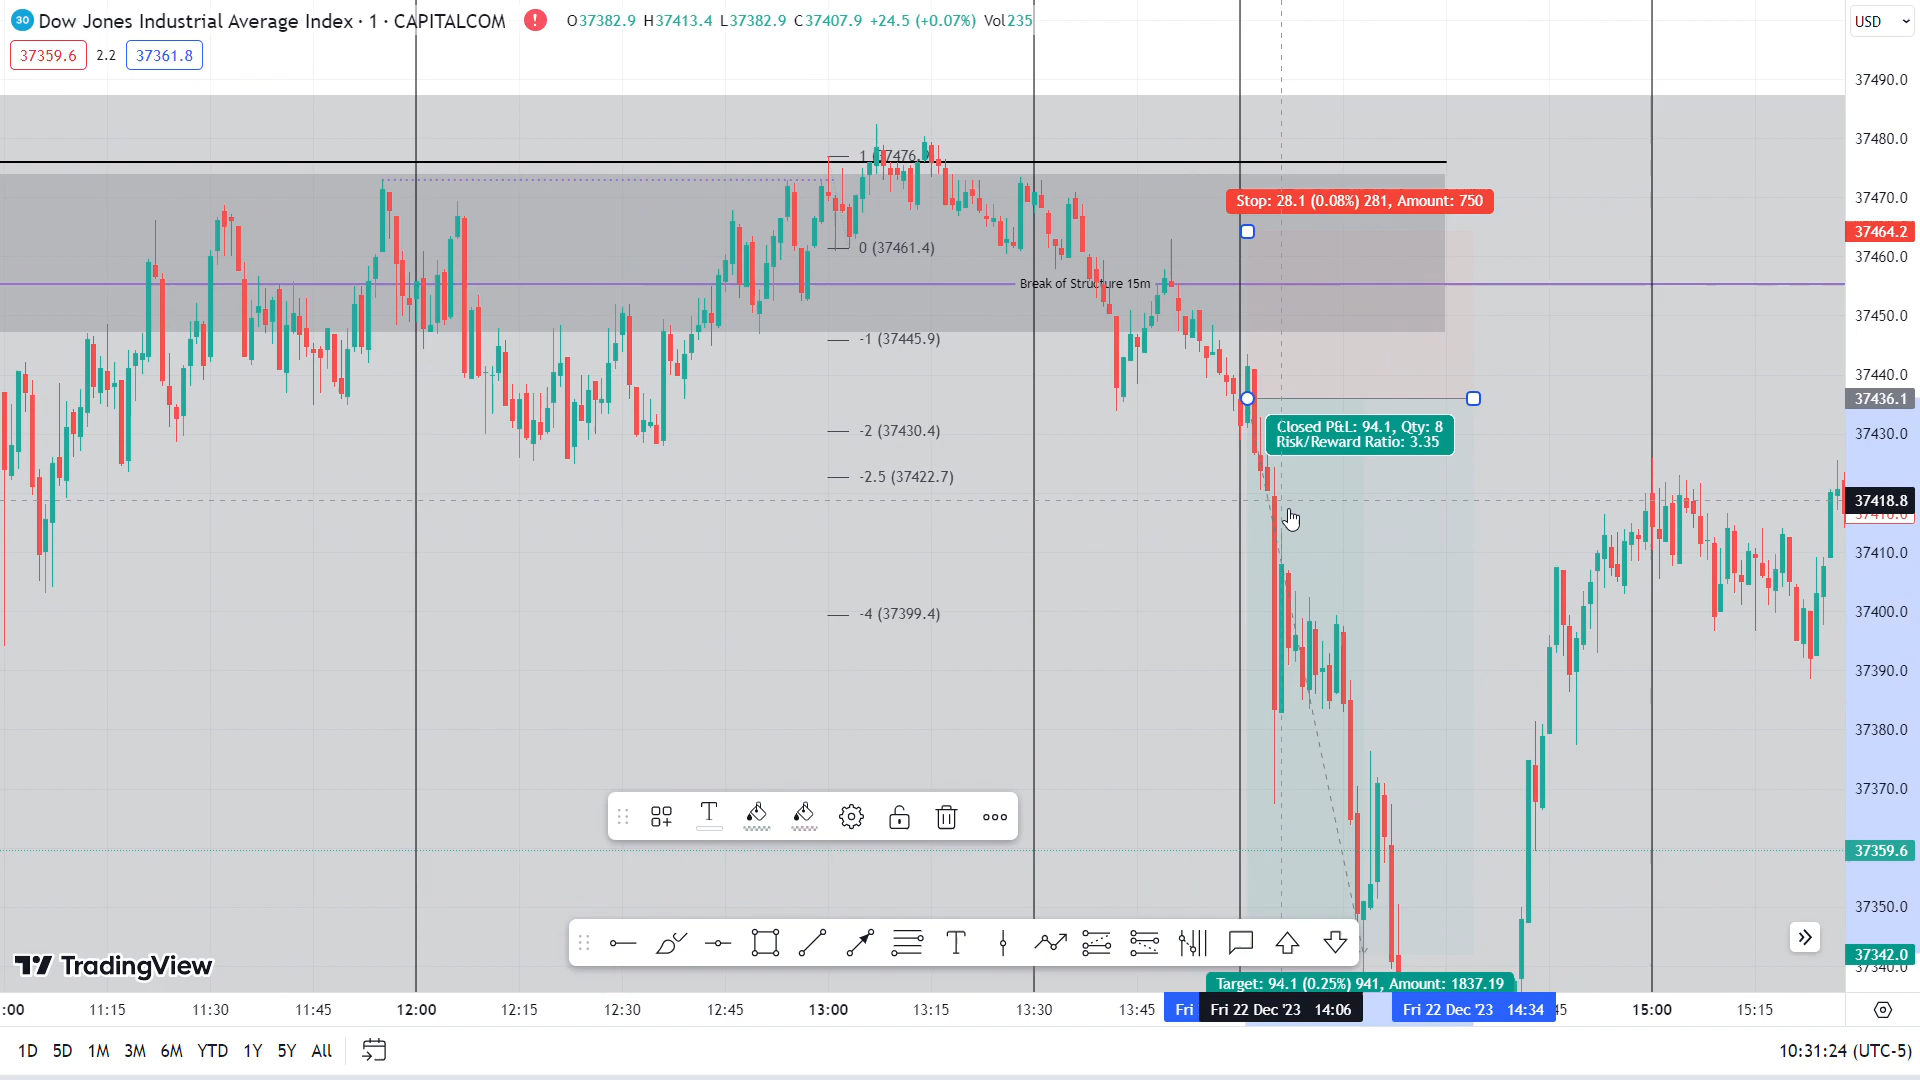 30 Dow Jones Industrial Average Index · 1 · CAPITALCOM ! O37382.9 H37413.4 L37382.9 C37407.9 +24.5 (+0.07%) Vol235
USD
37359.6 2.2 37361.8
37490.0
37480.0
37470.0
37464.2
37460.0
37450.0
37440.0
37436.1
37430.0
37418.8
37410.0
37400.0
37390.0
37380.0
37370.0
37359.6
37350.0
37342.0
37340.0
0 (37461.4)
Break of Structure 15m
-1 (37445.9)
-2 (37430.4)
-2.5 (37422.7)
-4 (37399.4)
Stop: 28.1 (0.08%) 281, Amount: 750
Closed P&L: 94.1, Qty: 8
Risk/Reward Ratio: 3.35
Target: 94.1 (0.25%) 941, Amount: 1837.19
TradingView
:00 11:15 11:30 11:45 12:00 12:15 12:30 12:45 13:00 13:15 13:30 13:45 Fri Fri 22 Dec '23 14:06 Fri 22 Dec '23 14:34 :45 15:00 15:15
1D 5D 1M 3M 6M YTD 1Y 5Y All
10:31:24 (UTC-5)